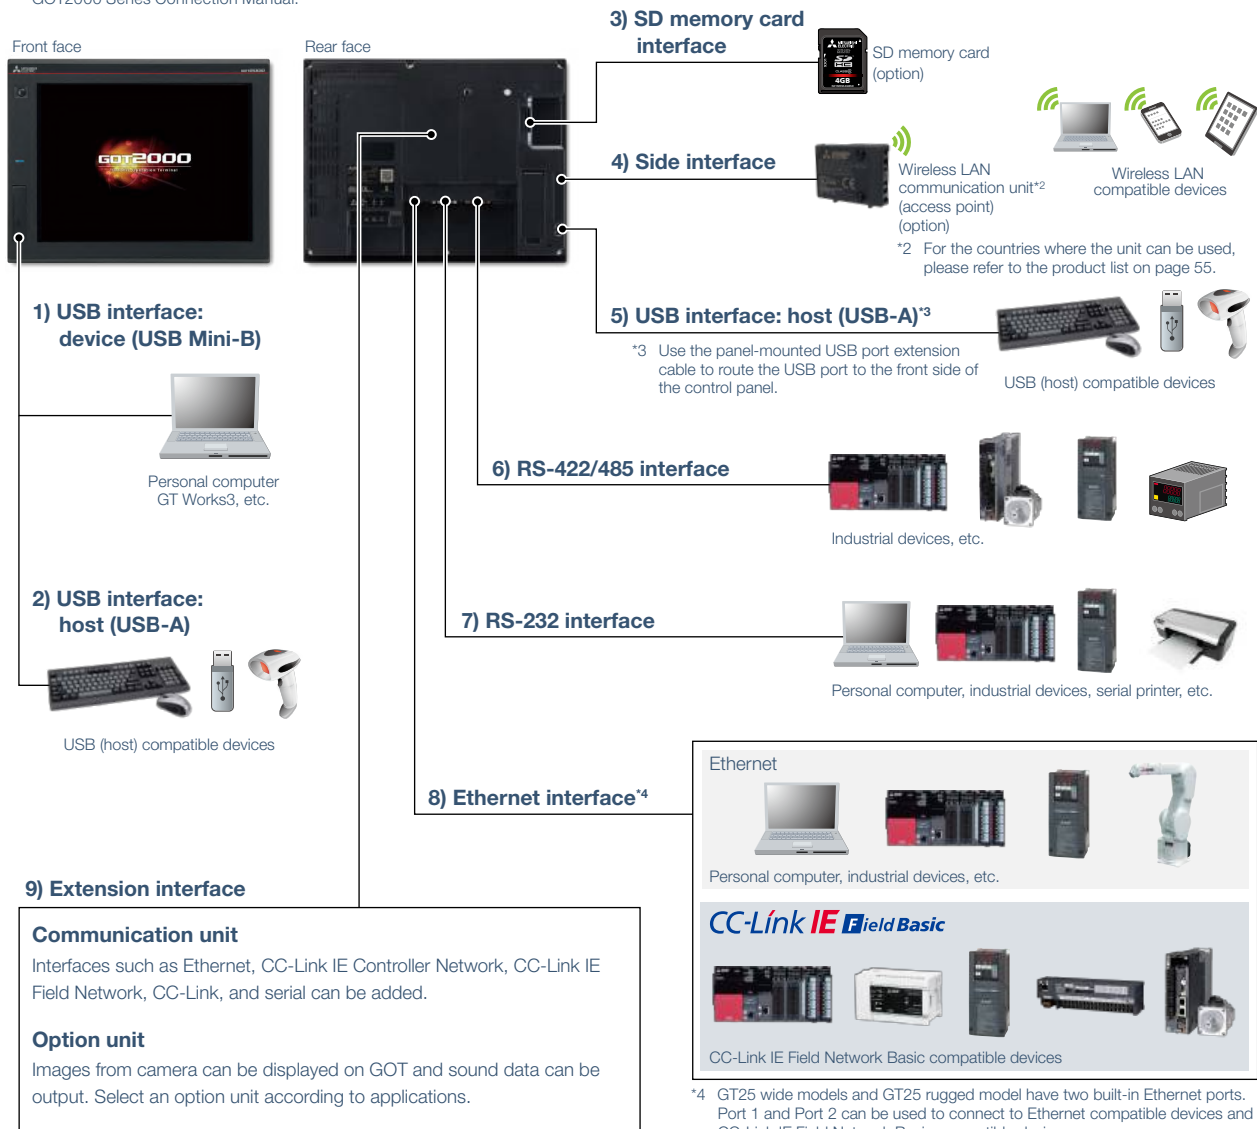 GOT2000 Series Connection Manual.
Front face
Rear face
GOT2000
3) SD memory card
interface
4GB
SD memory card
(option)
4) Side interface
Wireless LAN
communication unit*2
(access point)
(option)
Wireless LAN
compatible devices
*2 For the countries where the unit can be used,
please refer to the product list on page 55.
1) USB interface:
device (USB Mini-B)
Personal computer
GT Works3, etc.
2) USB interface:
host (USB-A)
USB (host) compatible devices
5) USB interface: host (USB-A)*3
*3 Use the panel-mounted USB port extension
cable to route the USB port to the front side of
the control panel.
USB (host) compatible devices
6) RS-422/485 interface
Industrial devices, etc.
7) RS-232 interface
Personal computer, industrial devices, serial printer, etc.
8) Ethernet interface*4
Ethernet
Personal computer, industrial devices, etc.
CC-Link IE Field Basic
CC-Link IE Field Network Basic compatible devices
*4 GT25 wide models and GT25 rugged model have two built-in Ethernet ports.
Port 1 and Port 2 can be used to connect to Ethernet compatible devices and
9) Extension interface
Communication unit
Interfaces such as Ethernet, CC-Link IE Controller Network, CC-Link IE
Field Network, CC-Link, and serial can be added.
Option unit
Images from camera can be displayed on GOT and sound data can be
output. Select an option unit according to applications.